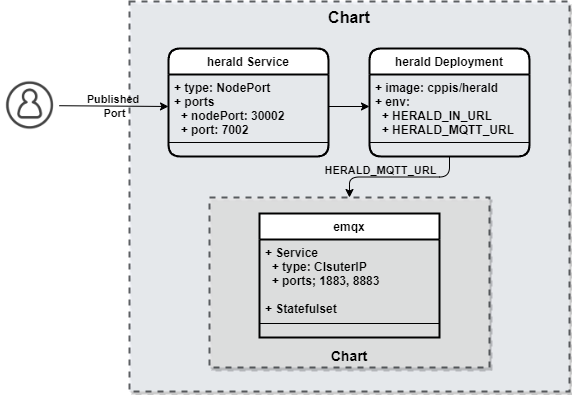 Chart
herald Service
+ type: NodePort
+ ports
+ nodePort: 30002
+ port: 7002
herald Deployment
+ image: cppis/herald
+ env:
+ HERALD_IN_URL
+ HERALD_MQTT_URL
Published
Port
HERALD_MQTT_URL
emqx
+ Service
+ type: ClsuterIP
+ ports; 1883, 8883
+ Statefulset
Chart